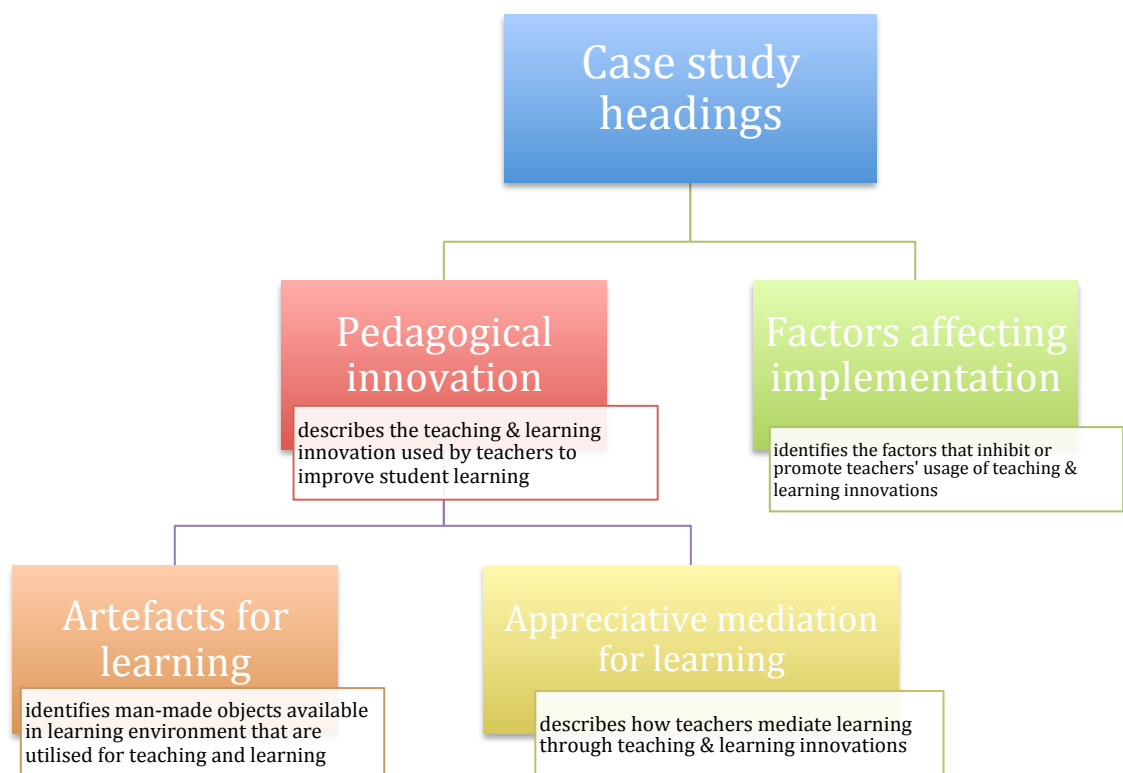 Case study
headings
Pedagogical
innovation
describes the teaching & learning
innovation used by teachers to
improve student learning
Factors affecting
implementation
identifies the factors that inhibit or
promote teachers' usage of teaching &
learning innovations
Artefacts for
learning
identifies man-made objects available
in learning environment that are
utilised for teaching and learning
Appreciative mediation
for learning
describes how teachers mediate learning
through teaching & learning innovations